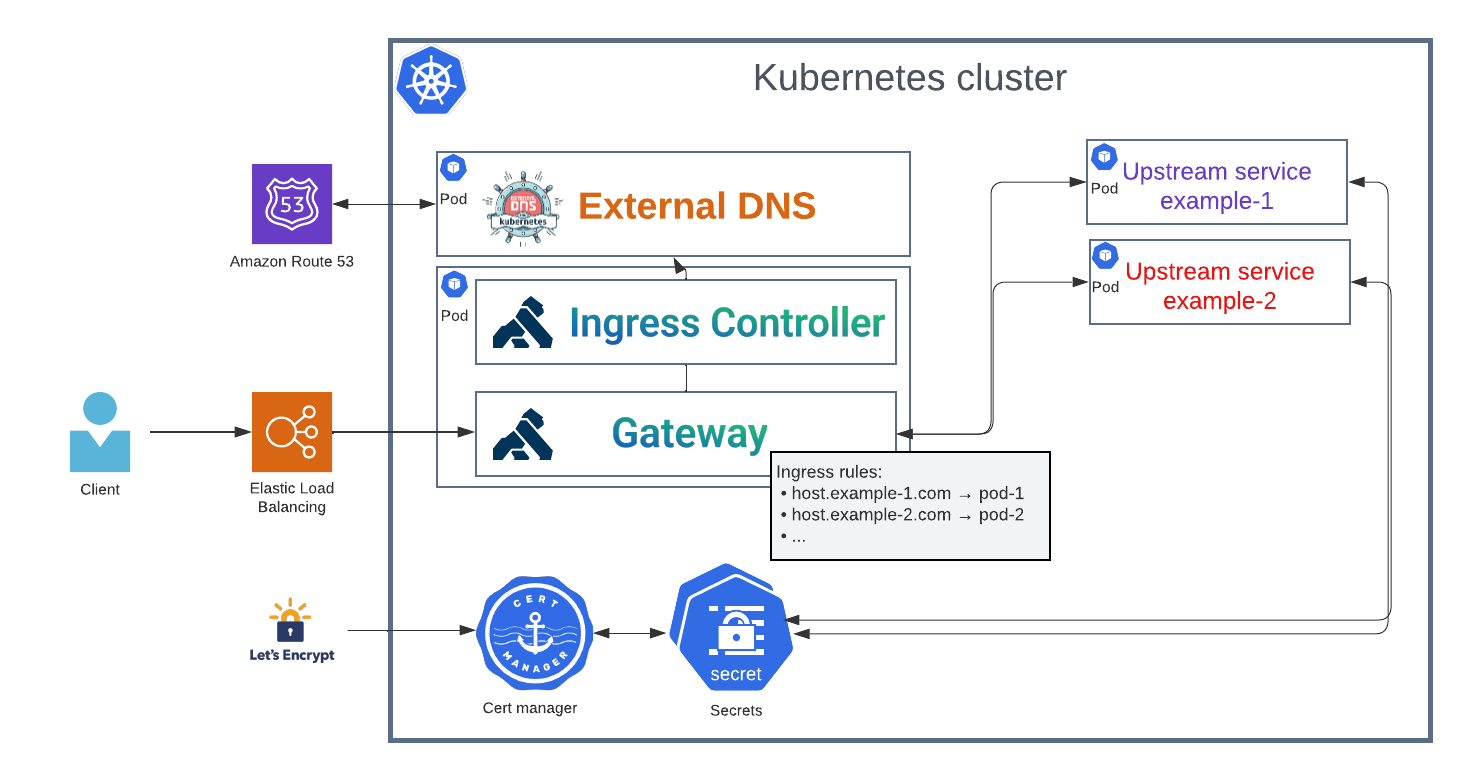 Kubernetes cluster
53
Amazon Route 53
Pod
EXTERNAL
DNS
kubernetes
External DNS
Pod
Ingress Controller
Gateway
Ingress rules:
• host.example-1.com → pod-1
• host.example-2.com → pod-2
• ...
Pod
Upstream service
example-1
Pod
Upstream service
example-2
Client
Elastic Load
Balancing
Let's Encrypt
CERT
MANAGER
Cert manager
secret
Secrets